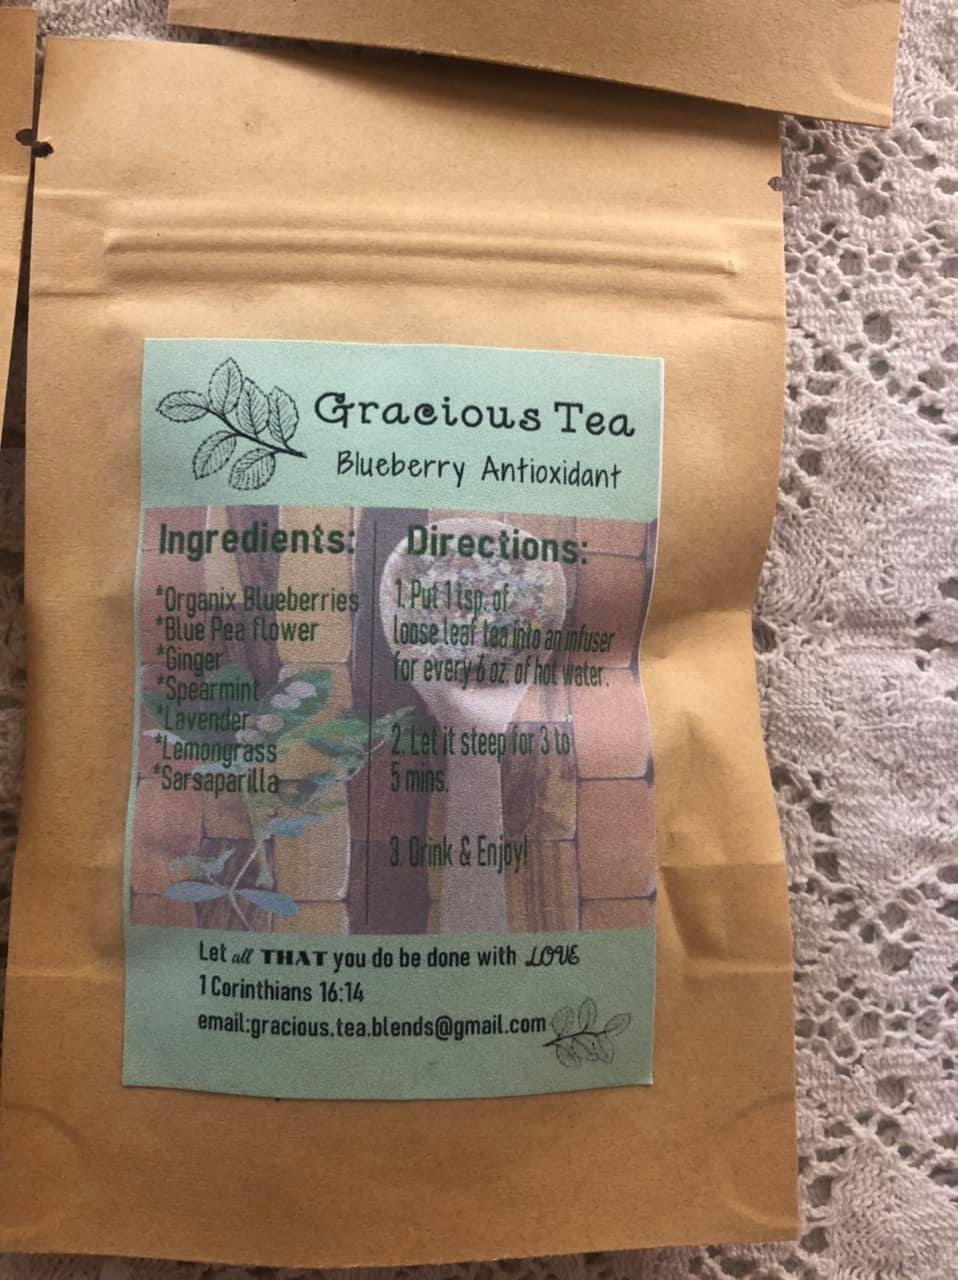 Gracious Tea
Blueberry Antioxidant
Ingredients:
*Organix Blueberries
*Blue Pea flower
*Ginger
*Spearmint
*Lavender
*Lemongrass
*Sarsaparilla
Directions:
1. Put 1 tsp. of
loose leaf tea into an infuser
for every 6 oz. of hot water.
2. Let it steep for 3 to
5 mins.
3. Drink & Enjoy!
Let all THAT you do be done with LOVE
1 Corinthians 16:14
email:gracious.tea.blends@gmail.com